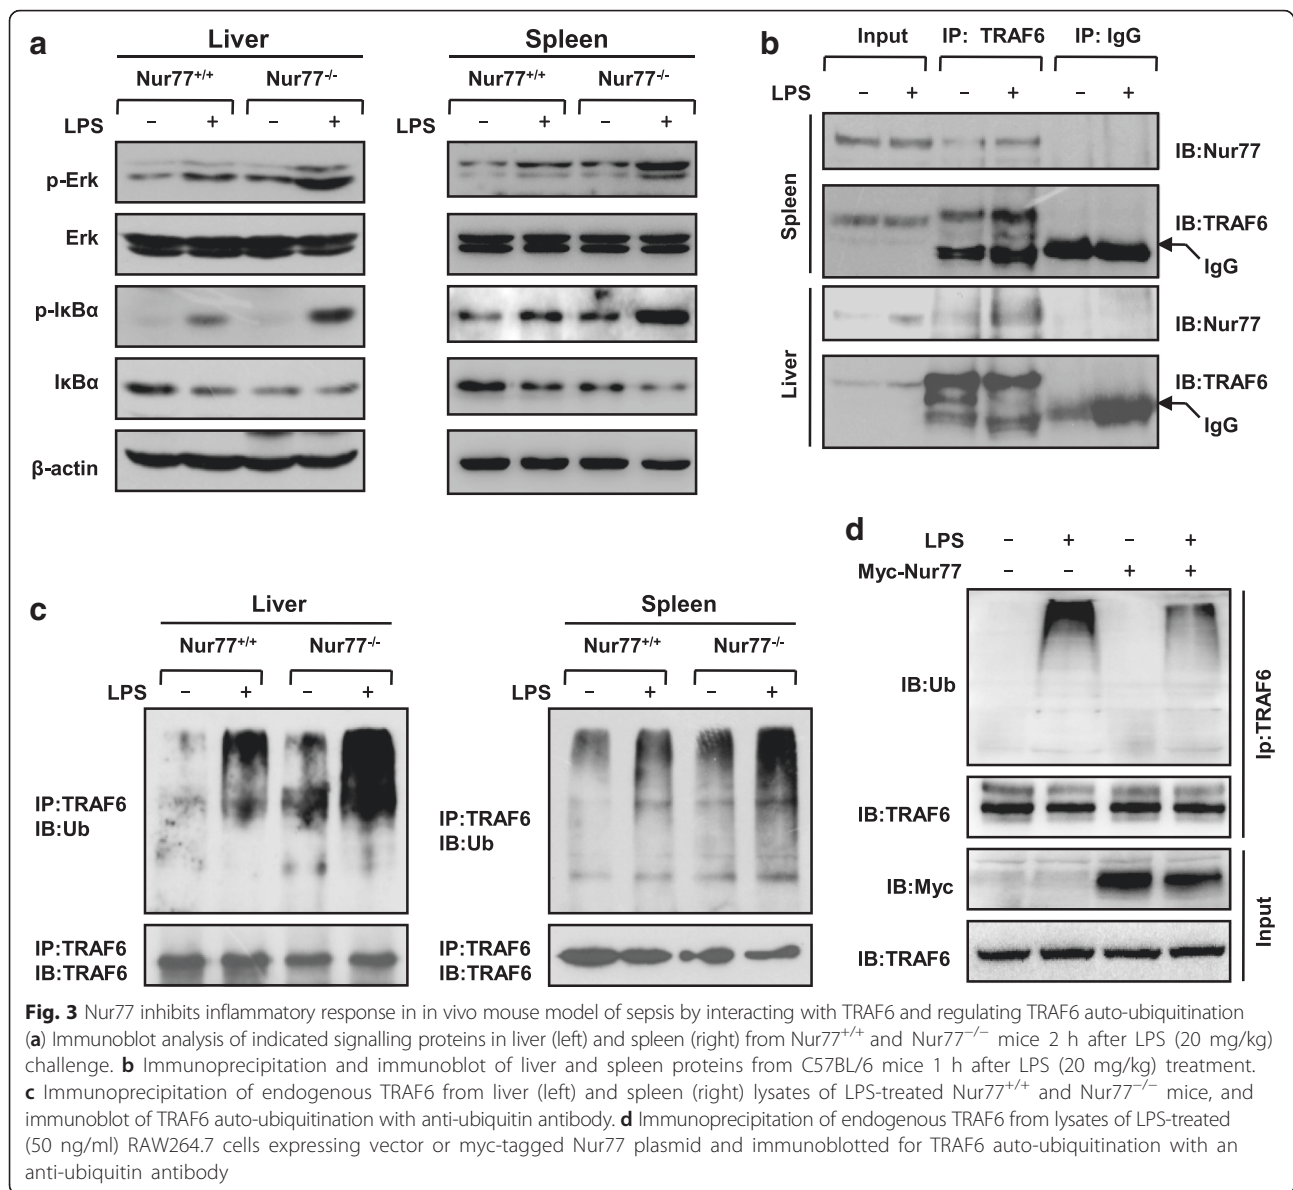 a
Liver
Spleen
Nur77+/+ Nur77-/-
Nur77+/+ Nur77-/-
LPS - + - +
LPS - + - +
p-Erk
Erk
p-IκBα
IκBα
β-actin
b
Input IP: TRAF6 IP: IgG
LPS - + - + - +
Spleen
IB:Nur77
IB:TRAF6
IgG
Liver
IB:Nur77
IB:TRAF6
IgG
c
Liver
Spleen
Nur77+/+ Nur77-/-
Nur77+/+ Nur77-/-
LPS - + - +
LPS - + - +
IP:TRAF6
IB:Ub
IP:TRAF6
IB:TRAF6
IP:TRAF6
IB:Ub
IP:TRAF6
IB:TRAF6
d
LPS - + - +
Myc-Nur77 - - + +
IB:Ub
IB:TRAF6
Ip:TRAF6
IB:Myc
IB:TRAF6
Input
Fig. 3 Nur77 inhibits inflammatory response in in vivo mouse model of sepsis by interacting with TRAF6 and regulating TRAF6 auto-ubiquitination
(a) Immunoblot analysis of indicated signalling proteins in liver (left) and spleen (right) from Nur77+/+ and Nur77−/− mice 2 h after LPS (20 mg/kg)
challenge. b Immunoprecipitation and immunoblot of liver and spleen proteins from C57BL/6 mice 1 h after LPS (20 mg/kg) treatment.
c Immunoprecipitation of endogenous TRAF6 from liver (left) and spleen (right) lysates of LPS-treated Nur77+/+ and Nur77−/− mice, and
immunoblot of TRAF6 auto-ubiquitination with anti-ubiquitin antibody. d Immunoprecipitation of endogenous TRAF6 from lysates of LPS-treated
(50 ng/ml) RAW264.7 cells expressing vector or myc-tagged Nur77 plasmid and immunoblotted for TRAF6 auto-ubiquitination with an
anti-ubiquitin antibody